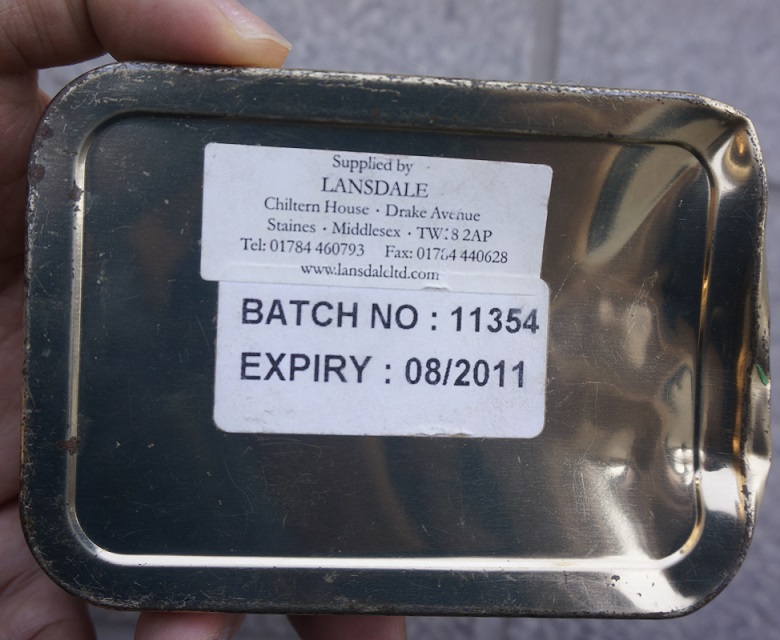 Supplied by
LANSDALE
Chiltern House · Drake Avenue
Staines · Middlesex · TW18 2AP
Tel: 01784 460793 Fax: 01784 440628
www.lansdaleltd.com
BATCH NO : 11354
EXPIRY : 08/2011